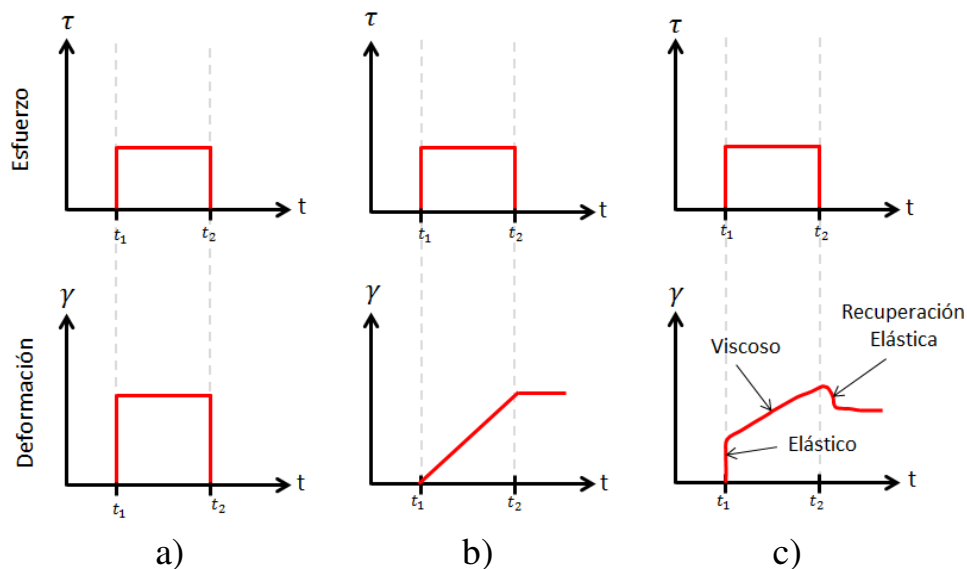 τ
τ
τ
Esfuerzo
t
t
t
t₁
t₂
t₁
t₂
t₁
t₂
γ
γ
γ
Deformación
Recuperación
Elástica
Viscoso
Elástico
t
t
t
t₁
t₂
t₁
t₂
t₁
t₂
a)
b)
c)